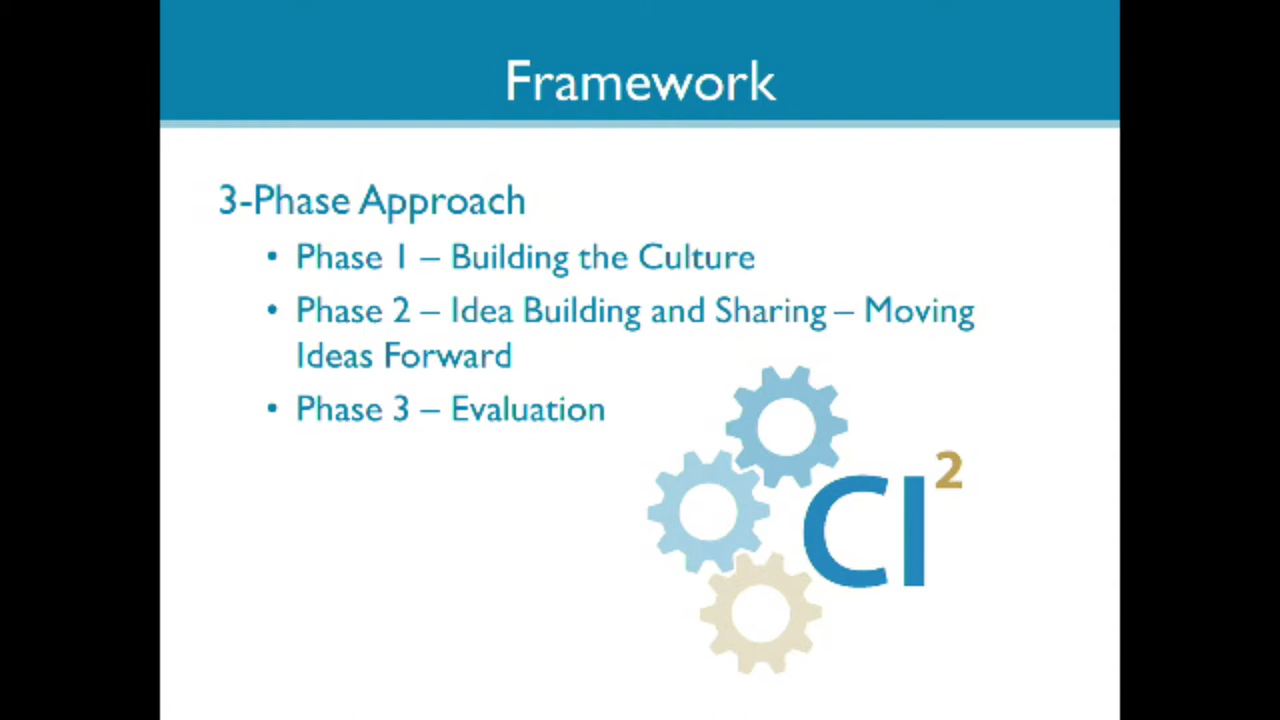 Framework
3-Phase Approach
• Phase 1 – Building the Culture
• Phase 2 – Idea Building and Sharing – Moving
Ideas Forward
• Phase 3 – Evaluation
CI²